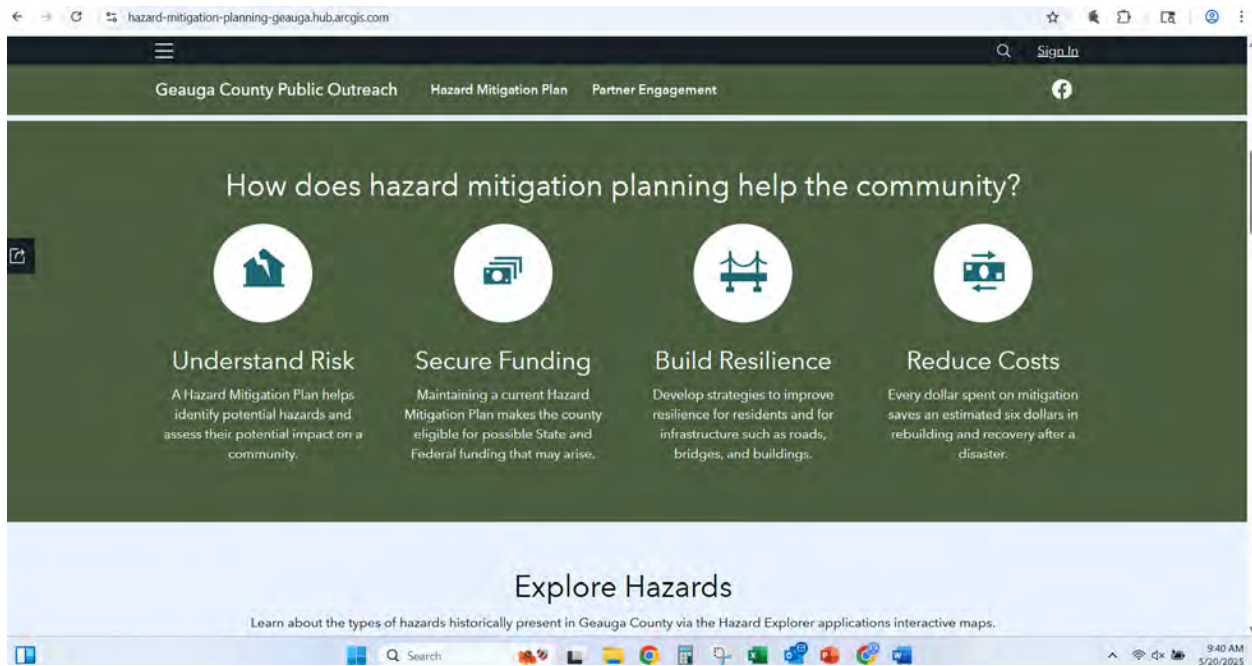 hazard-mitigation-planning-geauga.hub.arcgis.com
Sign In
Geauga County Public Outreach Hazard Mitigation Plan Partner Engagement
How does hazard mitigation planning help the community?
Understand Risk
A Hazard Mitigation Plan helps
identify potential hazards and
assess their potential impact on a
community.
Secure Funding
Maintaining a current Hazard
Mitigation Plan makes the county
eligible for possible State and
Federal funding that may arise.
Build Resilience
Develop strategies to improve
resilience for residents and for
infrastructure such as roads,
bridges, and buildings.
Reduce Costs
Every dollar spent on mitigation
saves an estimated six dollars in
rebuilding and recovery after a
disaster.
Explore Hazards
Learn about the types of hazards historically present in Geauga County via the Hazard Explorer applications interactive maps.
Search
9:40 AM